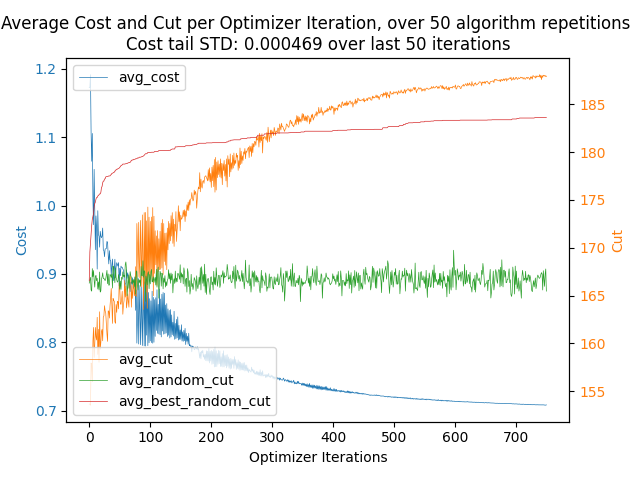 Average Cost and Cut per Optimizer Iteration, over 50 algorithm repetitions
Cost tail STD: 0.000469 over last 50 iterations
avg_cost
1.2
1.1
1.0
0.9
0.8
0.7
Cost
185
180
175
170
165
160
155
Cut
avg_cut
avg_random_cut
avg_best_random_cut
0 100 200 300 400 500 600 700
Optimizer Iterations